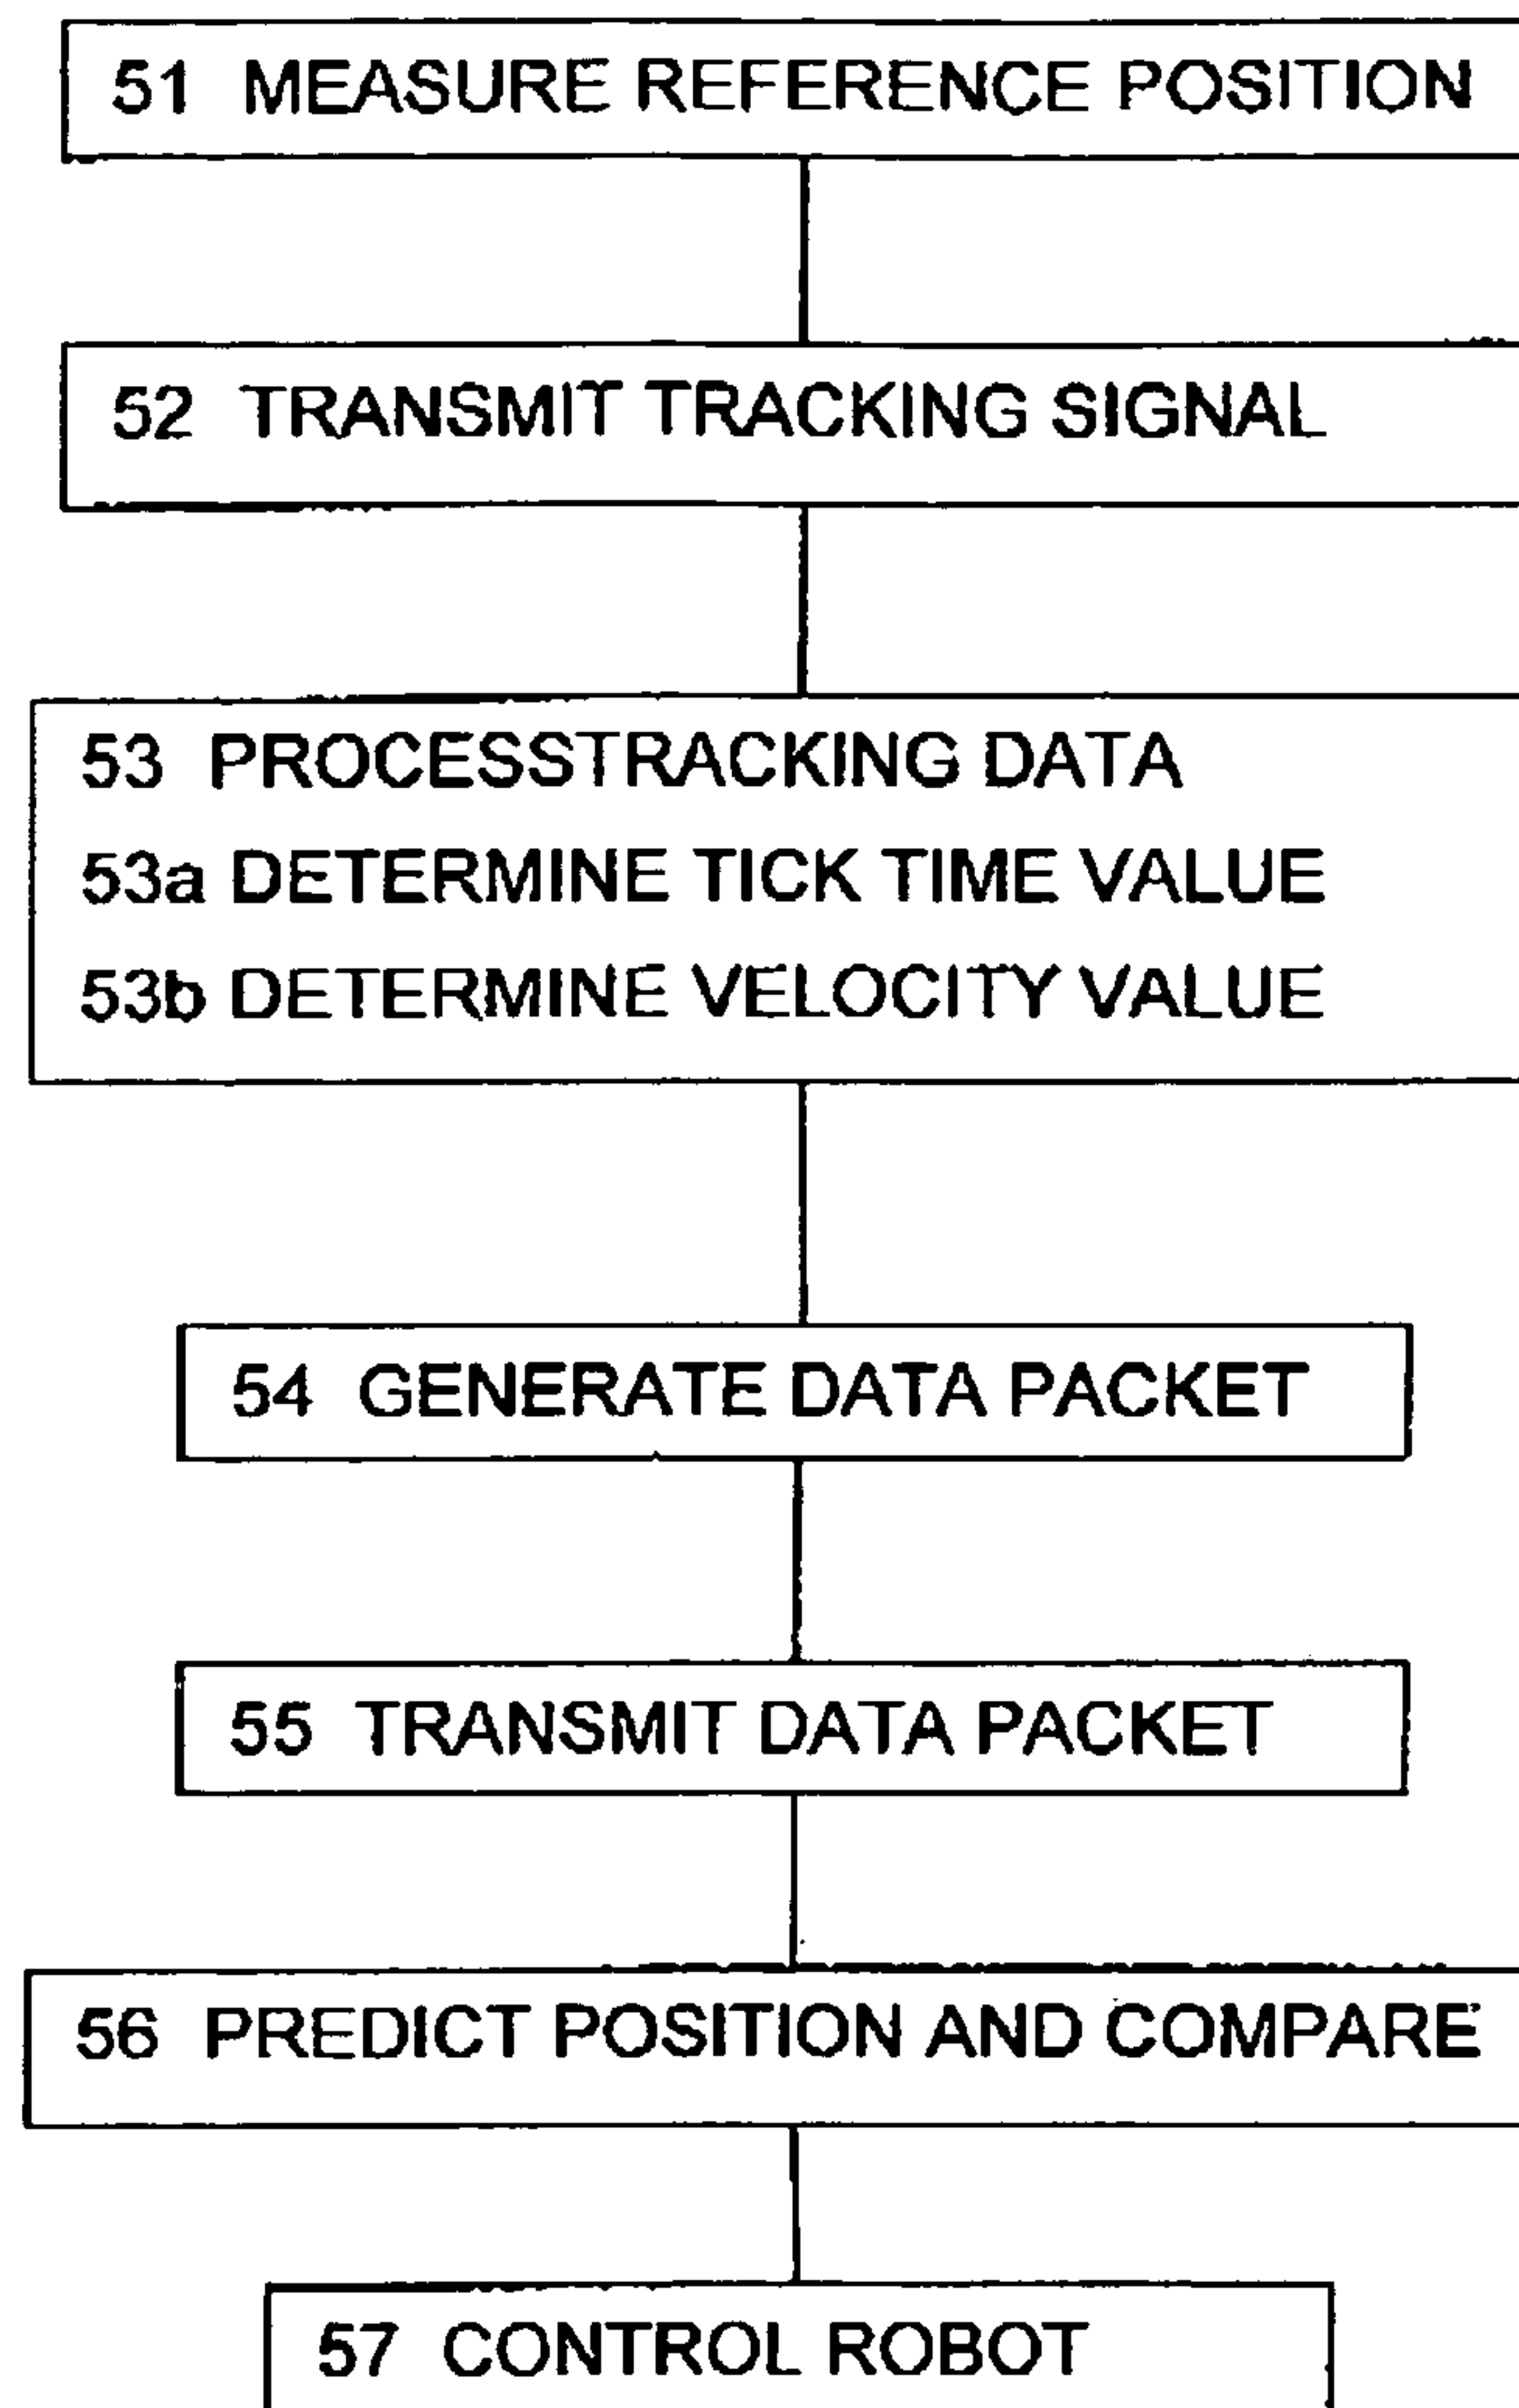 51 MEASURE REFERENCE POSITION
52 TRANSMIT TRACKING SIGNAL
53 PROCESSTRACKING DATA
53a DETERMINE TICK TIME VALUE
53b DETERMINE VELOCITY VALUE
54 GENERATE DATA PACKET
55 TRANSMIT DATA PACKET
56 PREDICT POSITION AND COMPARE
57 CONTROL ROBOT